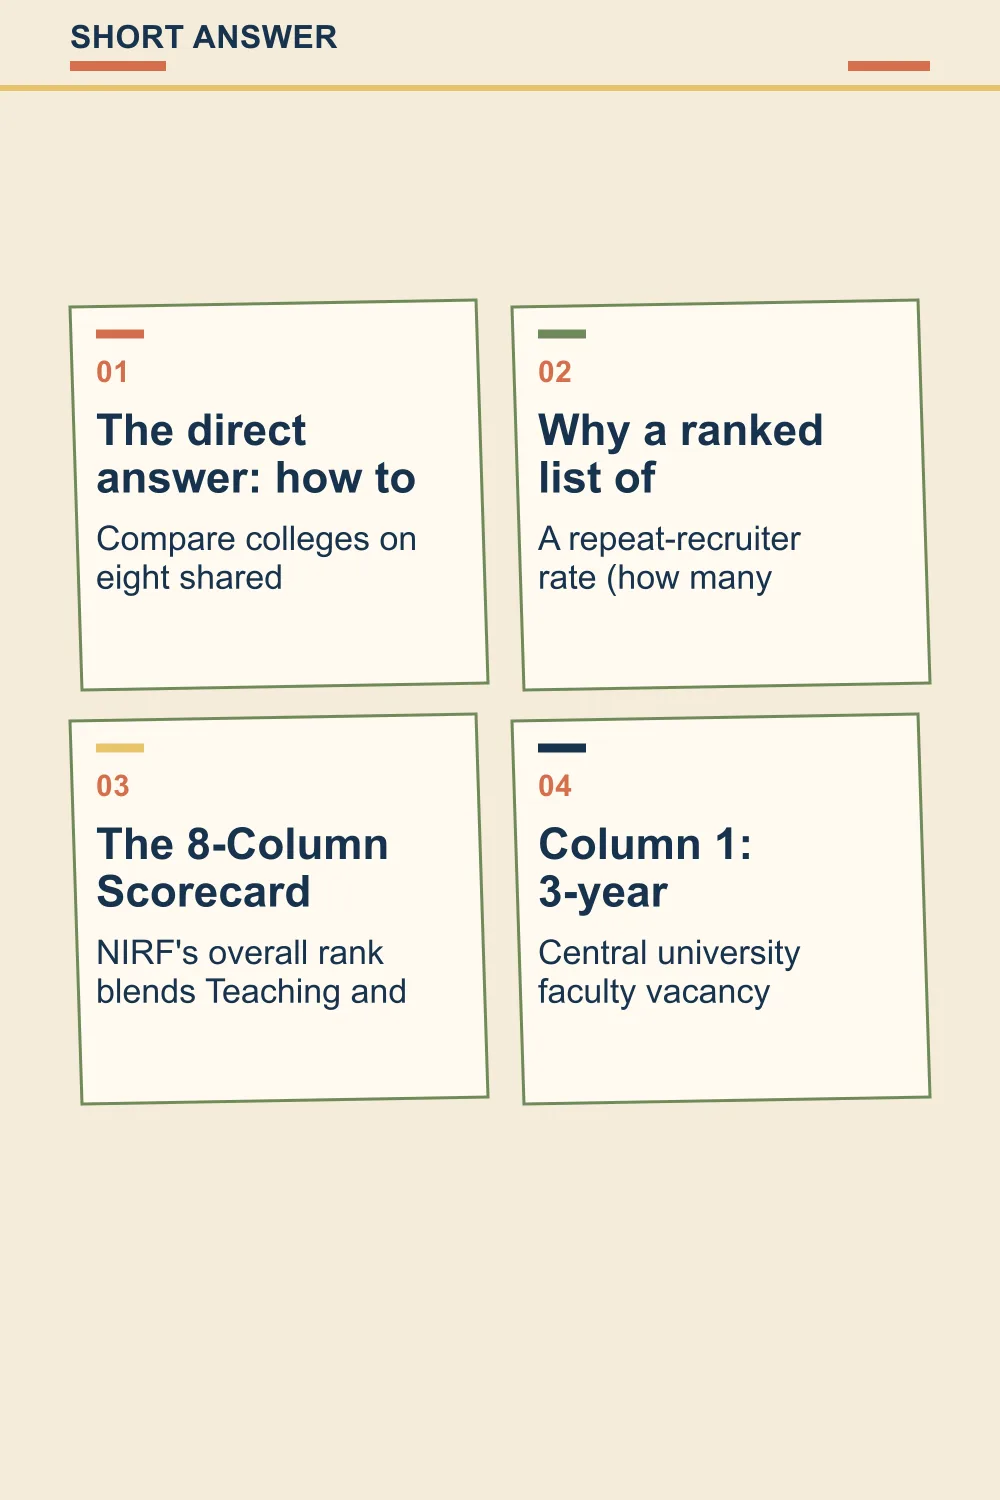 SHORT ANSWER
01
The direct
answer: how to
Compare colleges on
eight shared
02
Why a ranked
list of
A repeat-recruiter
rate (how many
03
The 8-Column
Scorecard
NIRF's overall rank
blends Teaching and
04
Column 1:
3-year
Central university
faculty vacancy